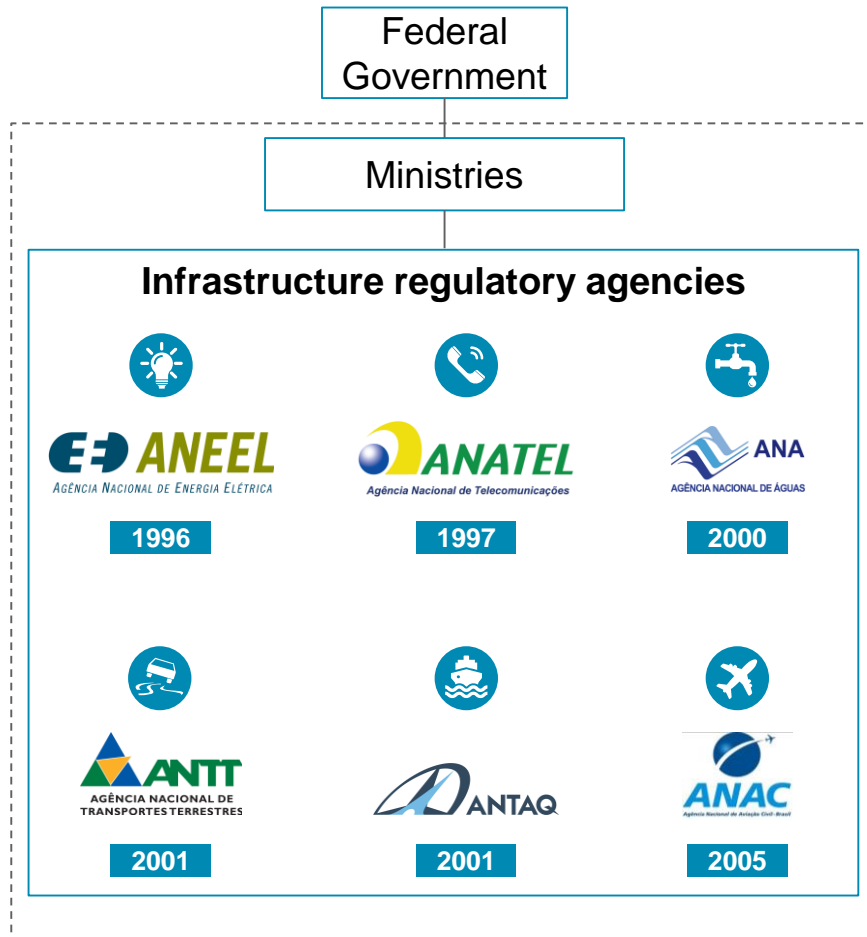 Federal
Government
Ministries
Infrastructure regulatory agencies
ANEEL
AGÊNCIA NACIONAL DE ENERGIA ELÉTRICA
ANATEL
Agência Nacional de Telecomunicações
ANA
AGÊNCIA NACIONAL DE ÁGUAS
1996
1997
2000
ANTT
AGÊNCIA NACIONAL DE
TRANSPORTES TERRESTRES
ANTAQ
ANAC
Agência Nacional de Aviação Civil - Brasil
2001
2001
2005